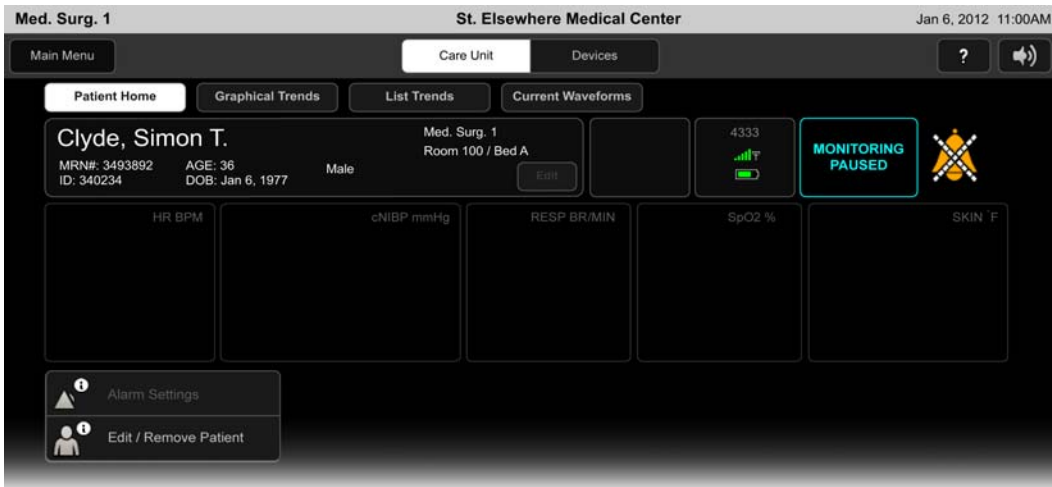 Med. Surg. 1 St. Elsewhere Medical Center Jan 6, 2012 11:00AM
Main Menu Care Unit Devices ?
Patient Home Graphical Trends List Trends Current Waveforms
Clyde, Simon T.
MRN#: 3493892 AGE: 36 Male
ID: 340234 DOB: Jan 6, 1977
Med. Surg. 1
Room 100 / Bed A
Edit
4333
MONITORING
PAUSED
HR BPM cNIBP mmHg RESP BR/MIN SpO2 % SKIN °F
Alarm Settings
Edit / Remove Patient